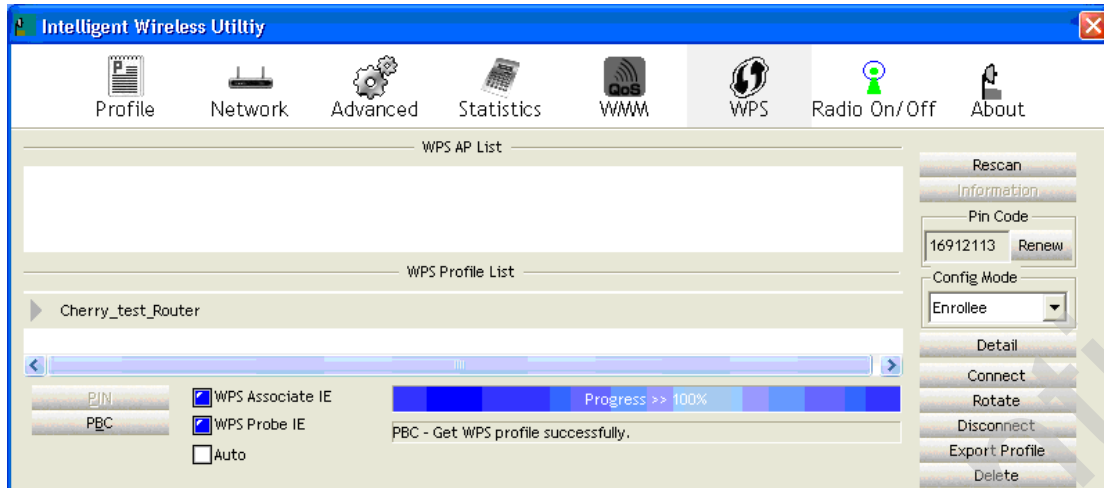 Intelligent Wireless Utiltiy
Profile Network Advanced Statistics QoS WMM WPS Radio On/Off About
WPS AP List
Rescan
Information
Pin Code
16912113 Renew
WPS Profile List
Config Mode
Cherry_test_Router
Enrollee
Detail
Connect
PIN
WPS Associate IE
Progress >> 100%
Rotate
PBC
WPS Probe IE
PBC - Get WPS profile successfully.
Disconnect
Auto
Export Profile
Delete